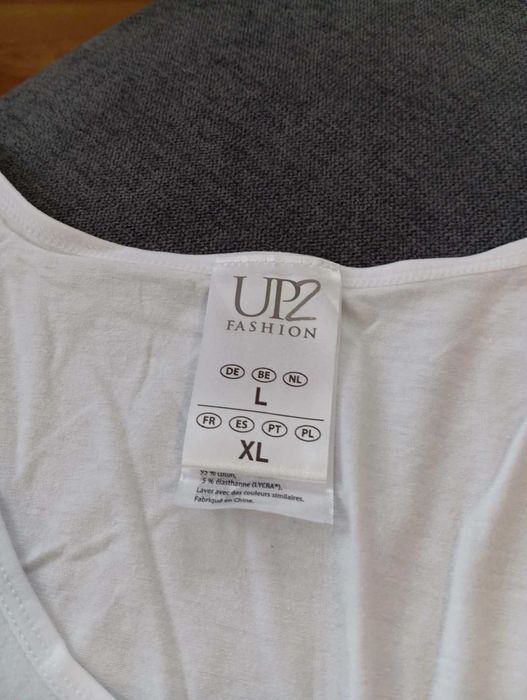 UP2
FASHION
DE BE NL
L
FR ES PT PL
XL
95 % coton,
5 % élasthanne (LYCRA®).
Laver avec des couleurs similaires.
Fabriqué en Chine.